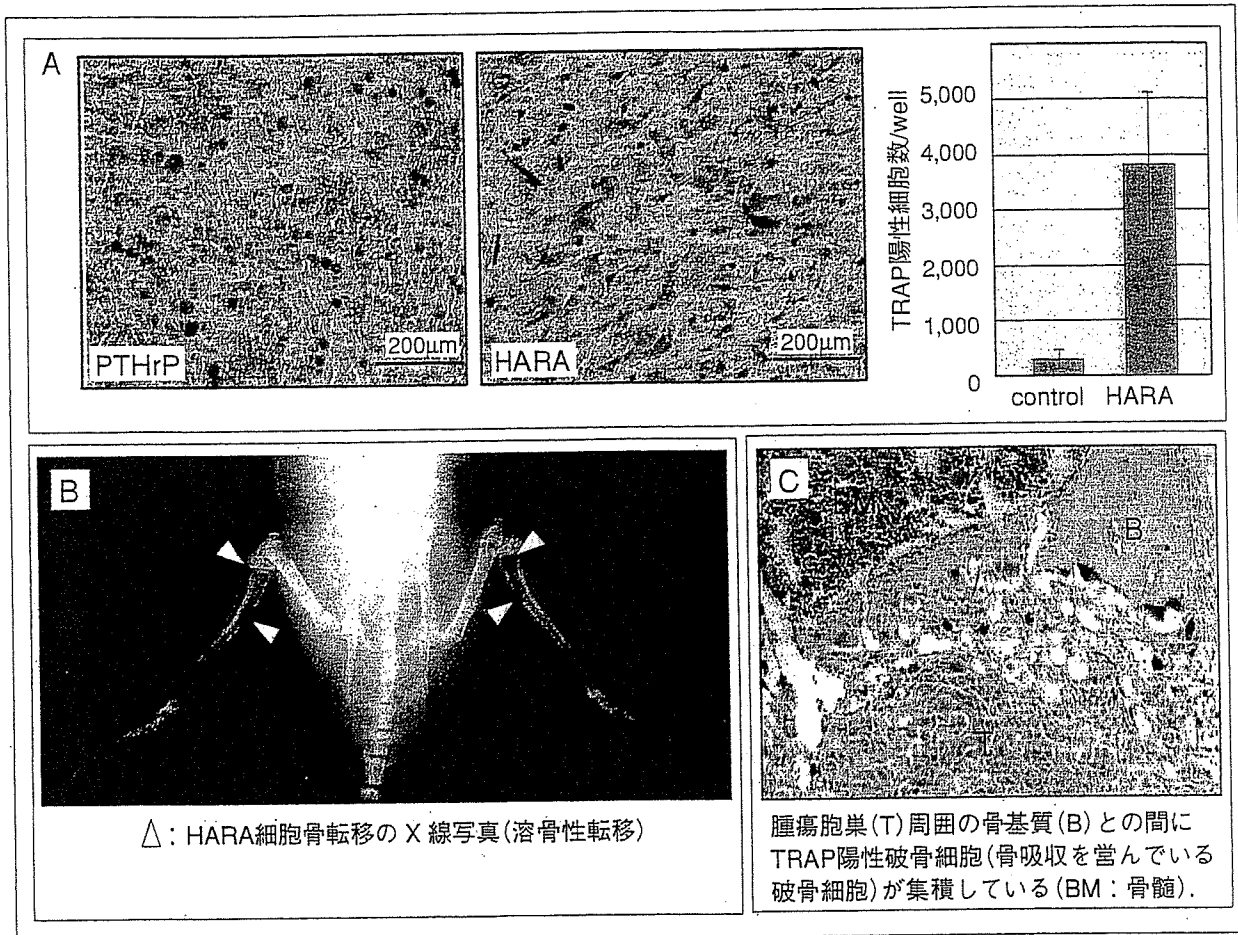 A
PTHrP
200μm
HARA
200μm
TRAP陽性細胞数/well
5,000
4,000
3,000
2,000
1,000
0
control HARA
B
△：HARA細胞骨転移のX線写真(溶骨性転移)
C
B
T
腫瘍胞巣(T)周囲の骨基質(B)との間に
TRAP陽性破骨細胞(骨吸収を営んでいる
破骨細胞)が集積している(BM：骨髄).